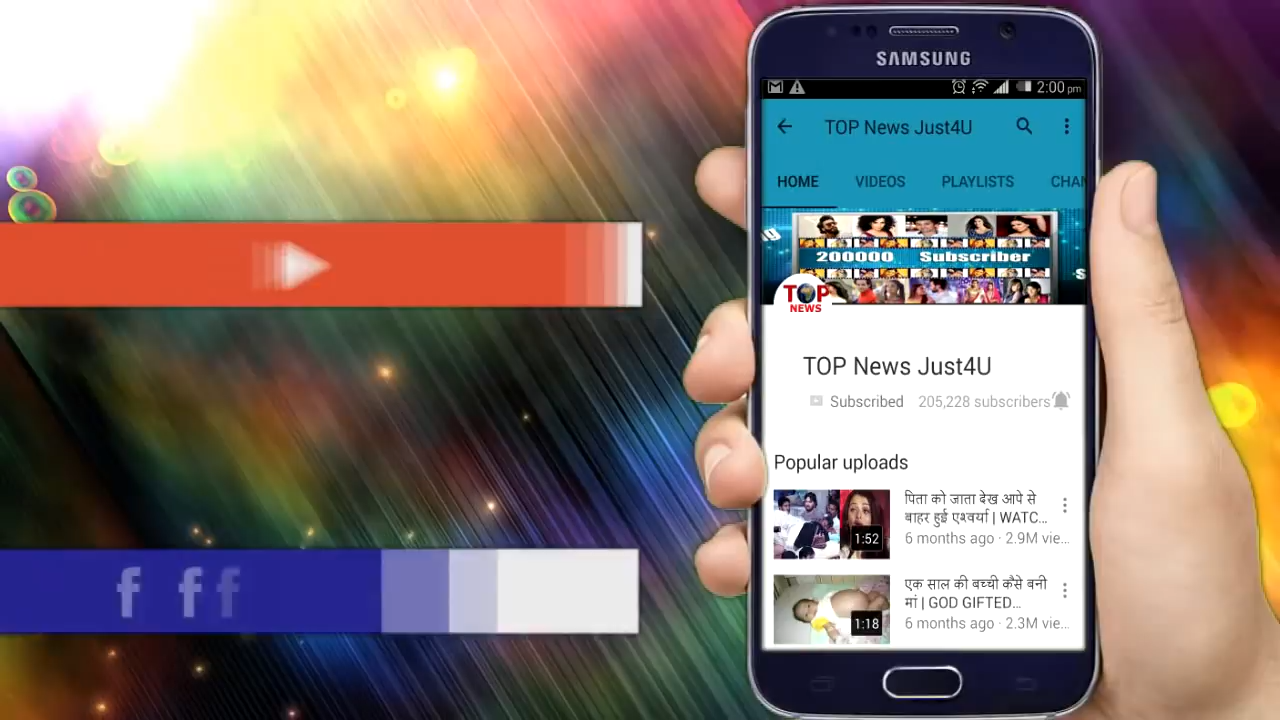 SAMSUNG
2:00 pm
TOP News Just4U
HOME VIDEOS PLAYLISTS CHAN
200000 Subscriber
TOP
NEWS
TOP News Just4U
Subscribed 205,228 subscribers
Popular uploads
पिता को जाता देख आपे से
बाहर हुई एश्वर्या | WATC...
6 months ago · 2.9M vie...
1:52
एक साल की बच्ची कैसे बनी
मां | GOD GIFTED...
6 months ago · 2.3M vie...
1:18
f f f